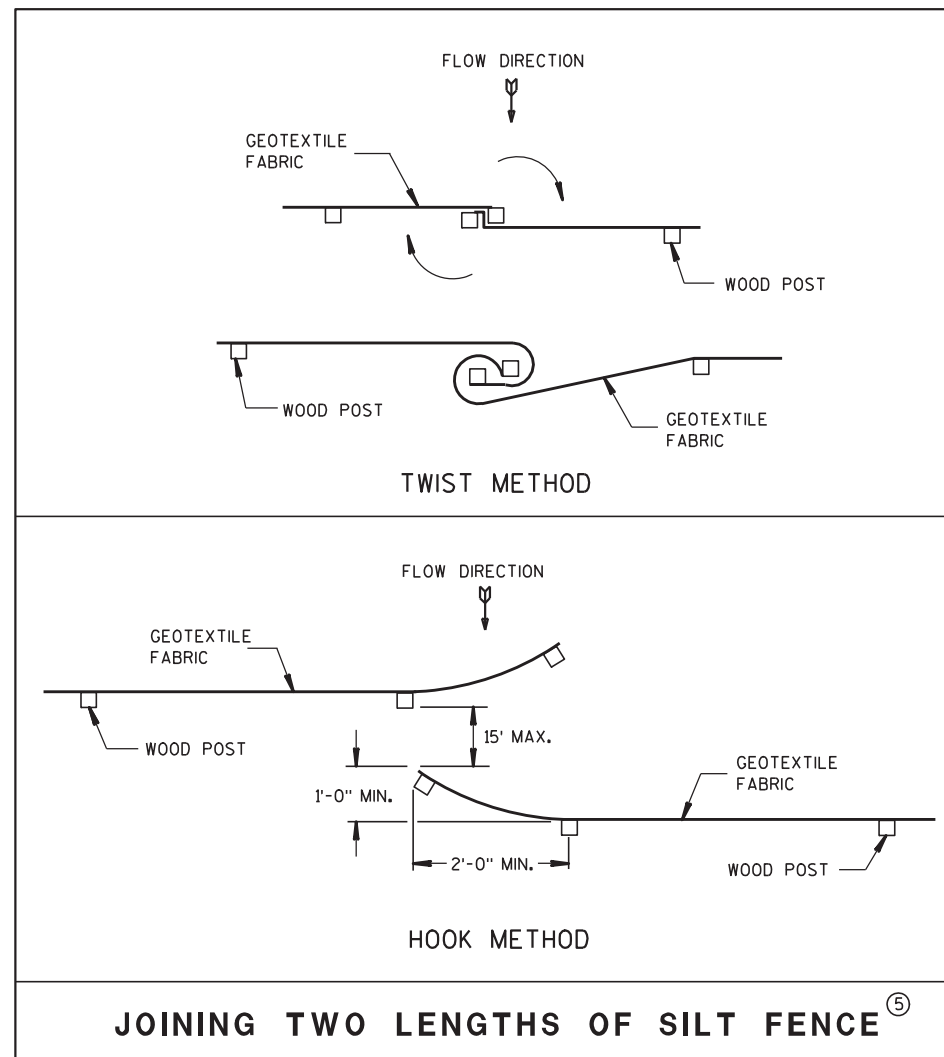 FLOW DIRECTION
GEOTEXTILE
FABRIC
WOOD POST
WOOD POST
GEOTEXTILE
FABRIC
TWIST METHOD
FLOW DIRECTION
GEOTEXTILE
FABRIC
WOOD POST
15' MAX.
GEOTEXTILE
FABRIC
1'-0" MIN.
2'-0" MIN.
WOOD POST
HOOK METHOD
JOINING TWO LENGTHS OF SILT FENCE ⑤